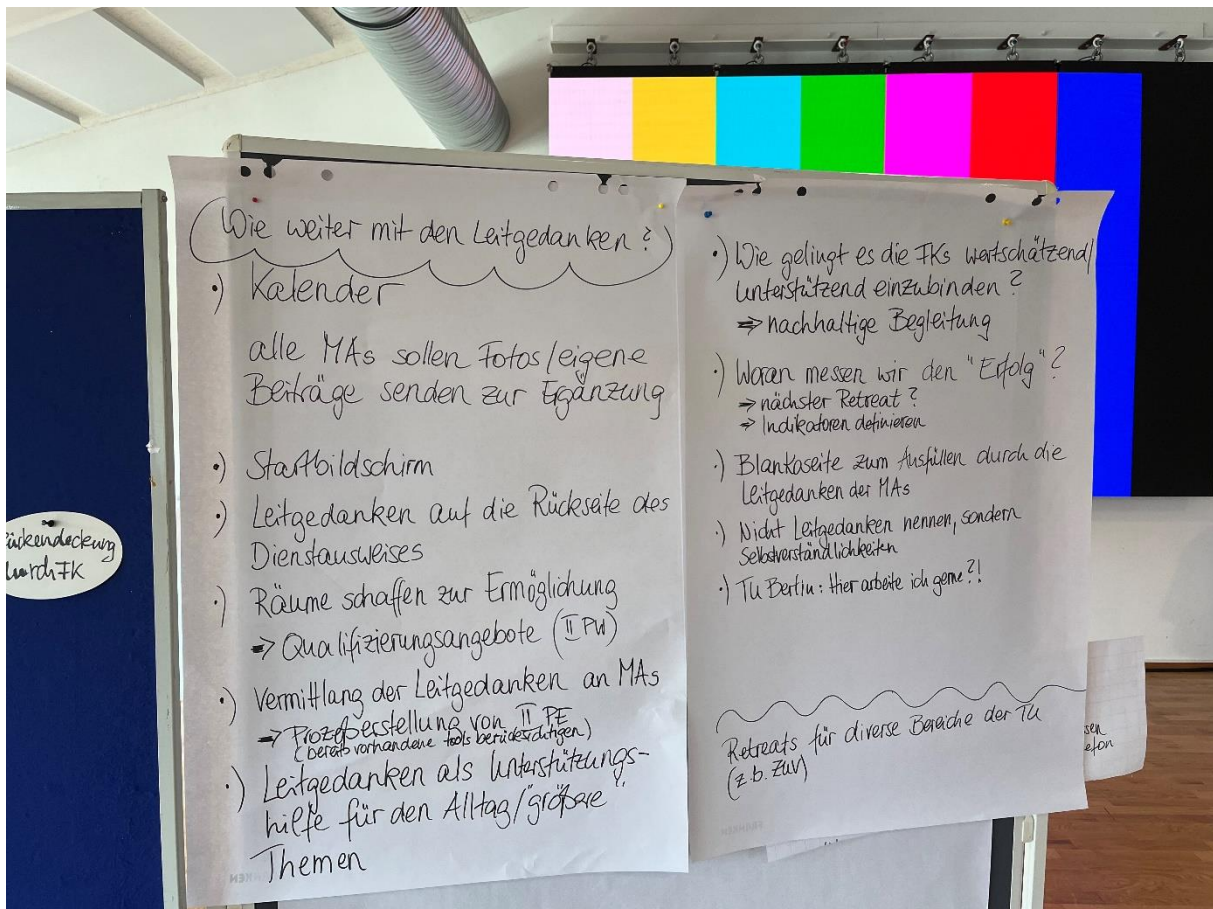 Wie weiter mit den Leitgedanken?
·) Kalender
alle MAs sollen Fotos/eigene
Beiträge senden zur Ergänzung
·) Startbildschirm
·) Leitgedanken auf die Rückseite des
Dienstausweises
·) Räume schaffen zur Ermöglichung
⇒ Qualifizierungsangebote (II PW)
·) Vermittlang der Leitgedanken an MAs
→ Prozeßerstellung von II PE
(bereits vorhandene tools berücksichtigen)
·) Leitgedanken als Unterstützungs-
hilfe für den Alltag/"größere"
Themen
·) Wie gelingt es die FKs wertschätzend/
unterstützend einzubinden?
⇒ nachhaltige Begleitung
·) Woran messen wir den "Erfolg"?
⇒ nächster Retreat?
⇒ Indikatoren definieren
·) Blankoseite zum Ausfüllen durch die
Leitgedanken der MAs
·) Nicht Leitgedanken nennen, sondern
Selbstverständlichkeiten
·) TU Berlin: Hier arbeite ich gerne?!
Retreats für diverse Bereiche der TU
(z.b. ZUV)
Rückendeckung
durch FK
sen
efon
FRANKEN